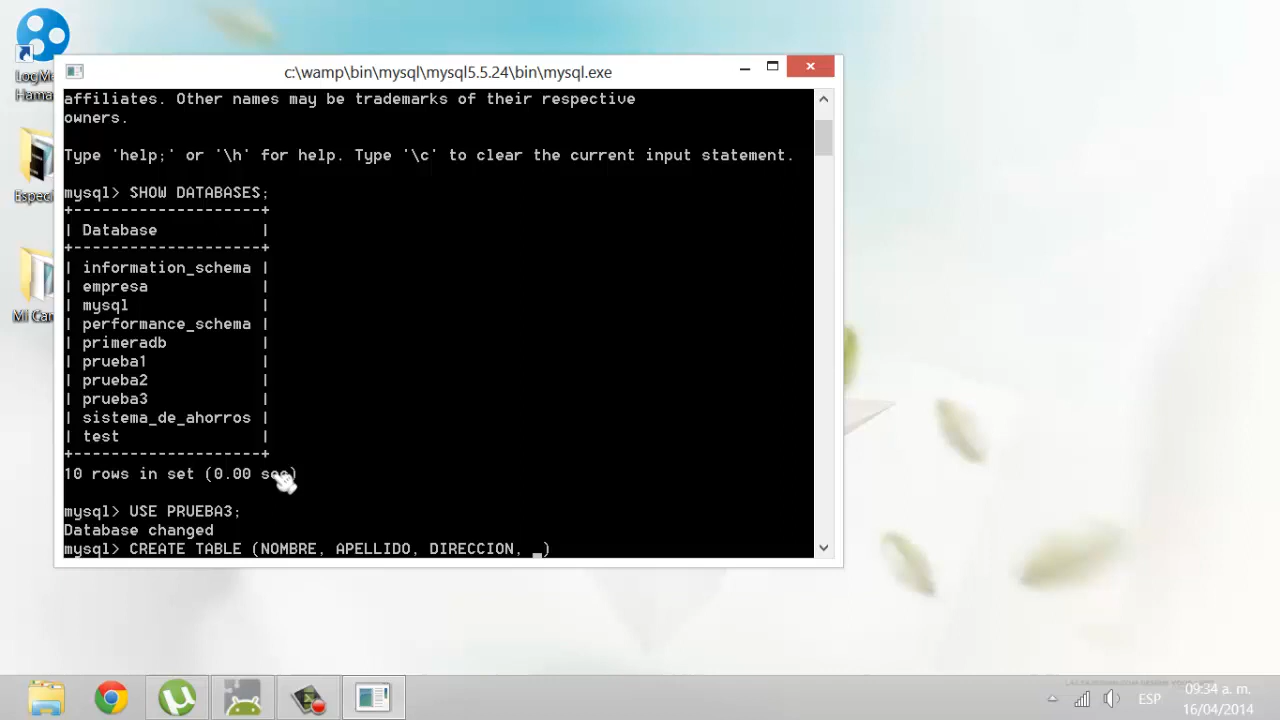 c:\wamp\bin\mysql\mysql5.5.24\bin\mysql.exe
affiliates. Other names may be trademarks of their respective
owners.
Type 'help;' or '\h' for help. Type '\c' to clear the current input statement.
mysql> SHOW DATABASES;
+--------------------+
| Database           |
+--------------------+
| information_schema |
| empresa            |
| mysql              |
| performance_schema |
| primeradb          |
| prueba1            |
| prueba2            |
| prueba3            |
| sistema_de_ahorros |
| test               |
+--------------------+
10 rows in set (0.00 sec)
mysql> USE PRUEBA3;
Database changed
mysql> CREATE TABLE (NOMBRE, APELLIDO, DIRECCION, _)
ESP
09:34 a. m.
16/04/2014